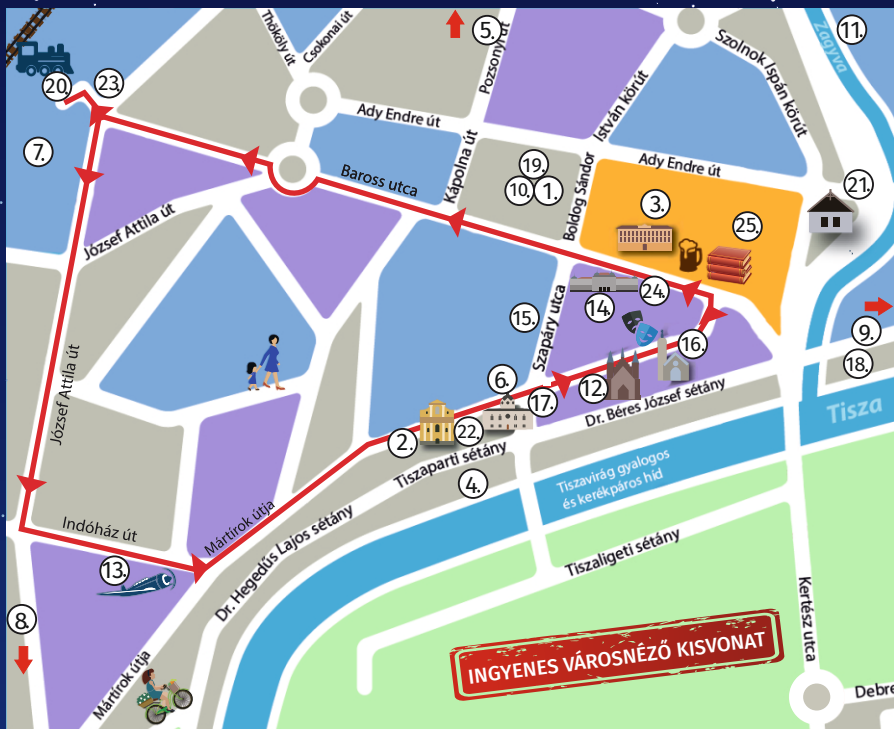 Thököly út
Csokonai út
5.
Pozsonyi út
Szolnok Ispán körút
Zagyva
11.
20.
23.
7.
Ady Endre út
István körút
Kápolna út
19.
10.
1.
Boldog Sándor
Ady Endre út
Baross utca
3.
25.
21.
József Attila út
24.
14.
15.
Szapáry utca
16.
9.
18.
József Attila út
6.
12.
17.
Dr. Béres József sétány
Tisza
2.
22.
Tiszaparti sétány
4.
Tiszavirág gyalogos
és kerékpáros híd
Indóház út
Mártírok útja
Dr. Hegedűs Lajos sétány
Tiszaligeti sétány
13.
8.
Kertész utca
INGYENES VÁROSNÉZŐ KISVONAT
Mártírok útja
Debre